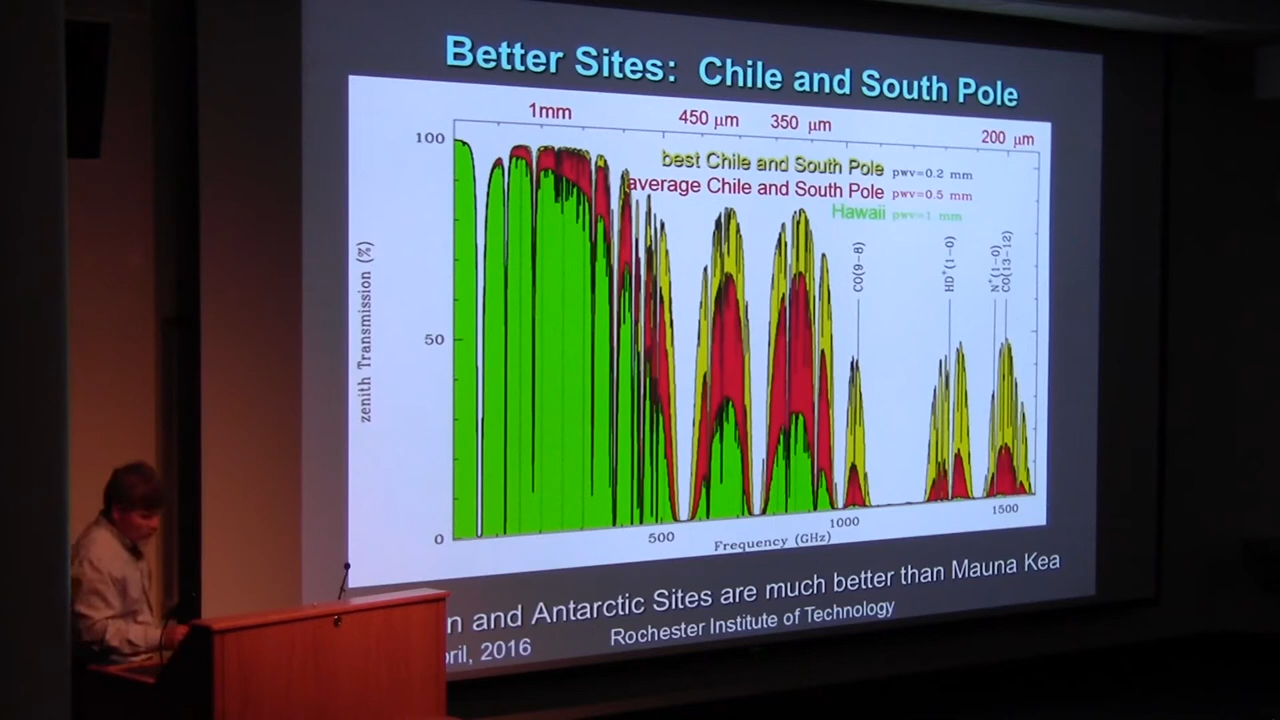 Better Sites: Chile and South Pole
1mm
450 μm
350 μm
200 μm
100
best Chile and South Pole pwv=0.2 mm
average Chile and South Pole pwv=0.5 mm
Hawaii pwv=1 mm
CO(9-8)
HD⁺(1-0)
N⁺(1-0)
CO(13-12)
zenith Transmission (%)
50
0
500
1000
1500
Frequency (GHz)
and Antarctic Sites are much better than Mauna Kea
2016
Rochester Institute of Technology